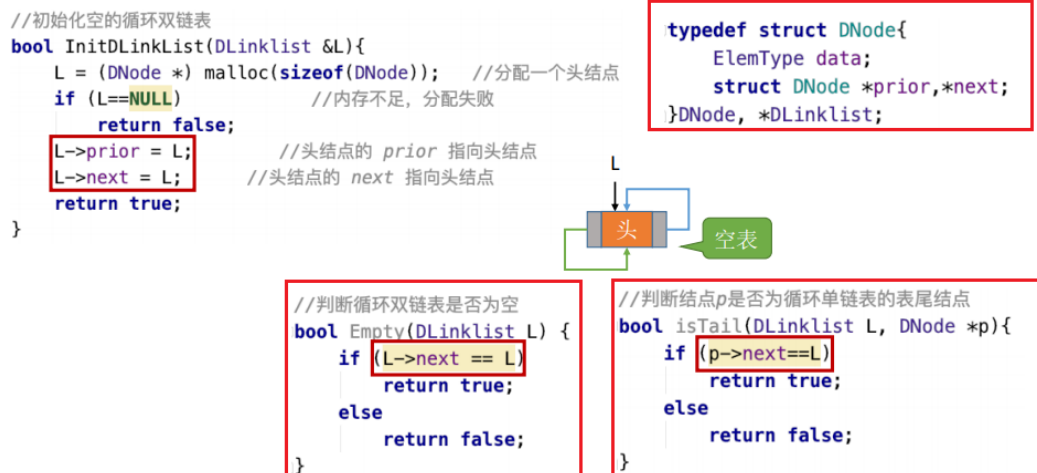 //初始化空的循环双链表
bool InitDLinkList(DLinklist &L){
L = (DNode *) malloc(sizeof(DNode)); //分配一个头结点
if (L==NULL) //内存不足，分配失败
return false;
L->prior = L; //头结点的 prior 指向头结点
L->next = L; //头结点的 next 指向头结点
return true;
}
typedef struct DNode{
ElemType data;
struct DNode *prior,*next;
}DNode, *DLinklist;
L
头
空表
//判断循环双链表是否为空
bool Empty(DLinklist L) {
if (L->next == L)
return true;
else
return false;
}
//判断结点p是否为循环单链表的表尾结点
bool isTail(DLinklist L, DNode *p){
if (p->next==L)
return true;
else
return false;
}